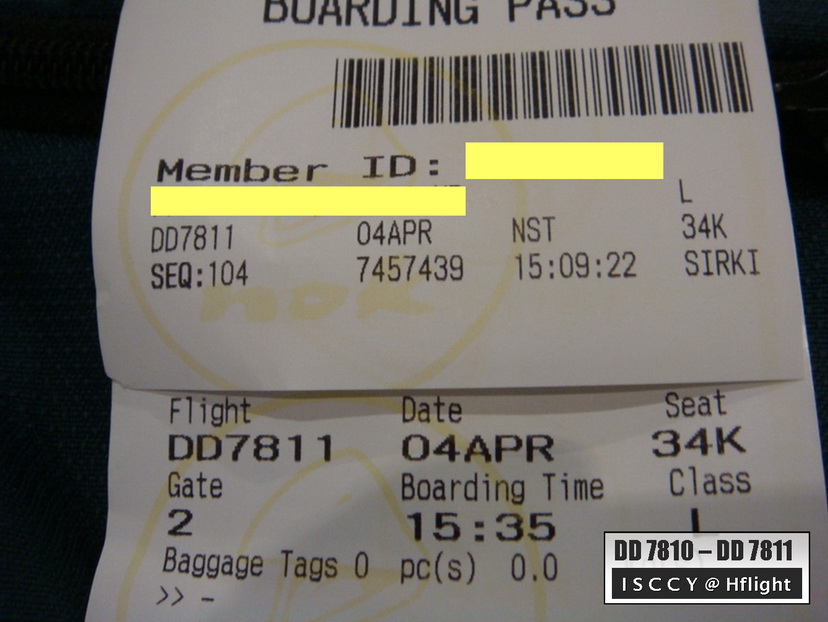 BOARDING PASS
Member ID:
L
DD7811 04APR NST 34K
SEQ:104 7457439 15:09:22 SIRKI
nok
Flight Date Seat
DD7811 04APR 34K
Gate Boarding Time Class
2 15:35 L
Baggage Tags 0 pc(s) 0.0
>> -
DD 7810 – DD 7811
I S C C Y @ Hflight